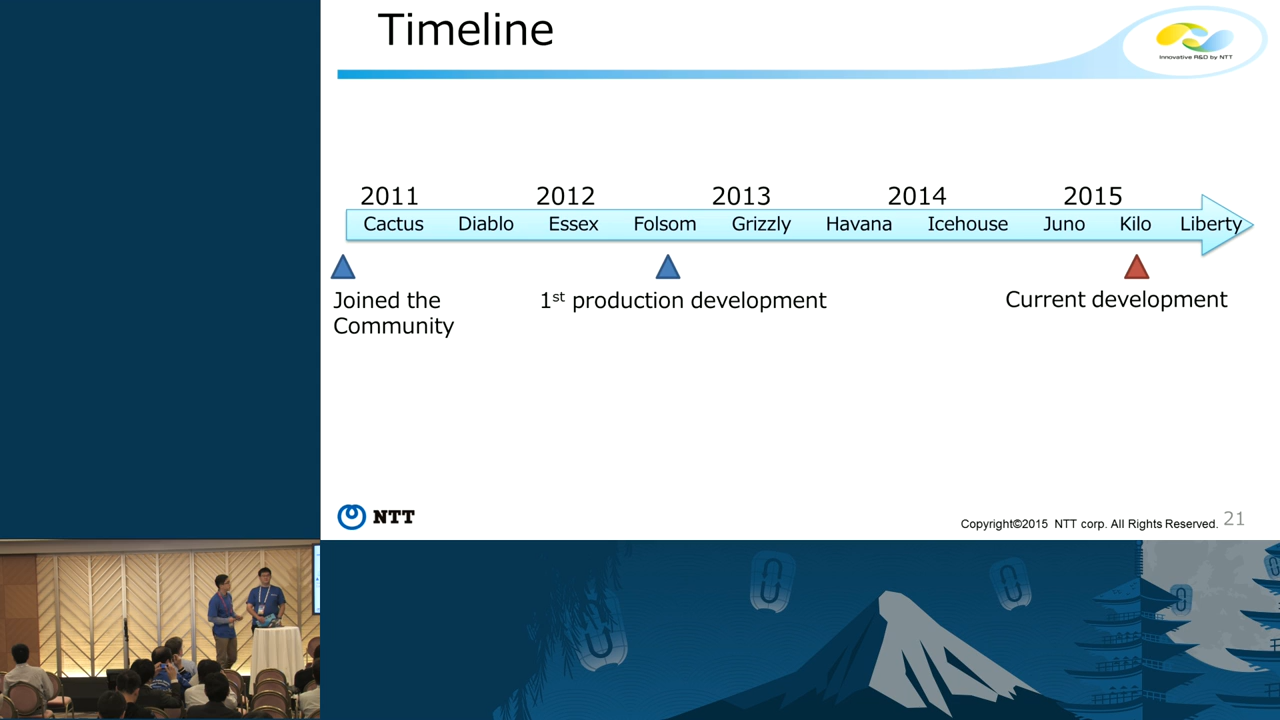 Timeline
Innovative R&D by NTT
2011 2012 2013 2014 2015
Cactus Diablo Essex Folsom Grizzly Havana Icehouse Juno Kilo Liberty
Joined the
Community
1st production development
Current development
NTT
Copyright©2015 NTT corp. All Rights Reserved. 21